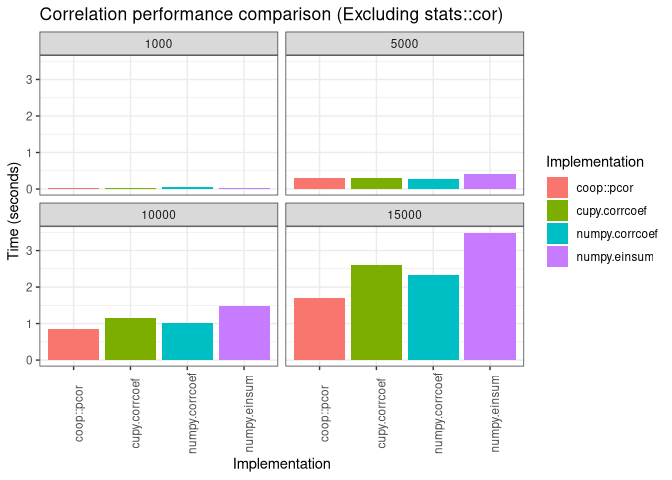 Correlation performance comparison (Excluding stats::cor)
1000
5000
3
2
1
0
10000
15000
3
2
1
0
Time (seconds)
coop::pcor
cupy.corrcoef
numpy.corrcoef
numpy.einsum
coop::pcor
cupy.corrcoef
numpy.corrcoef
numpy.einsum
Implementation
Implementation
coop::pcor
cupy.corrcoef
numpy.corrcoef
numpy.einsum